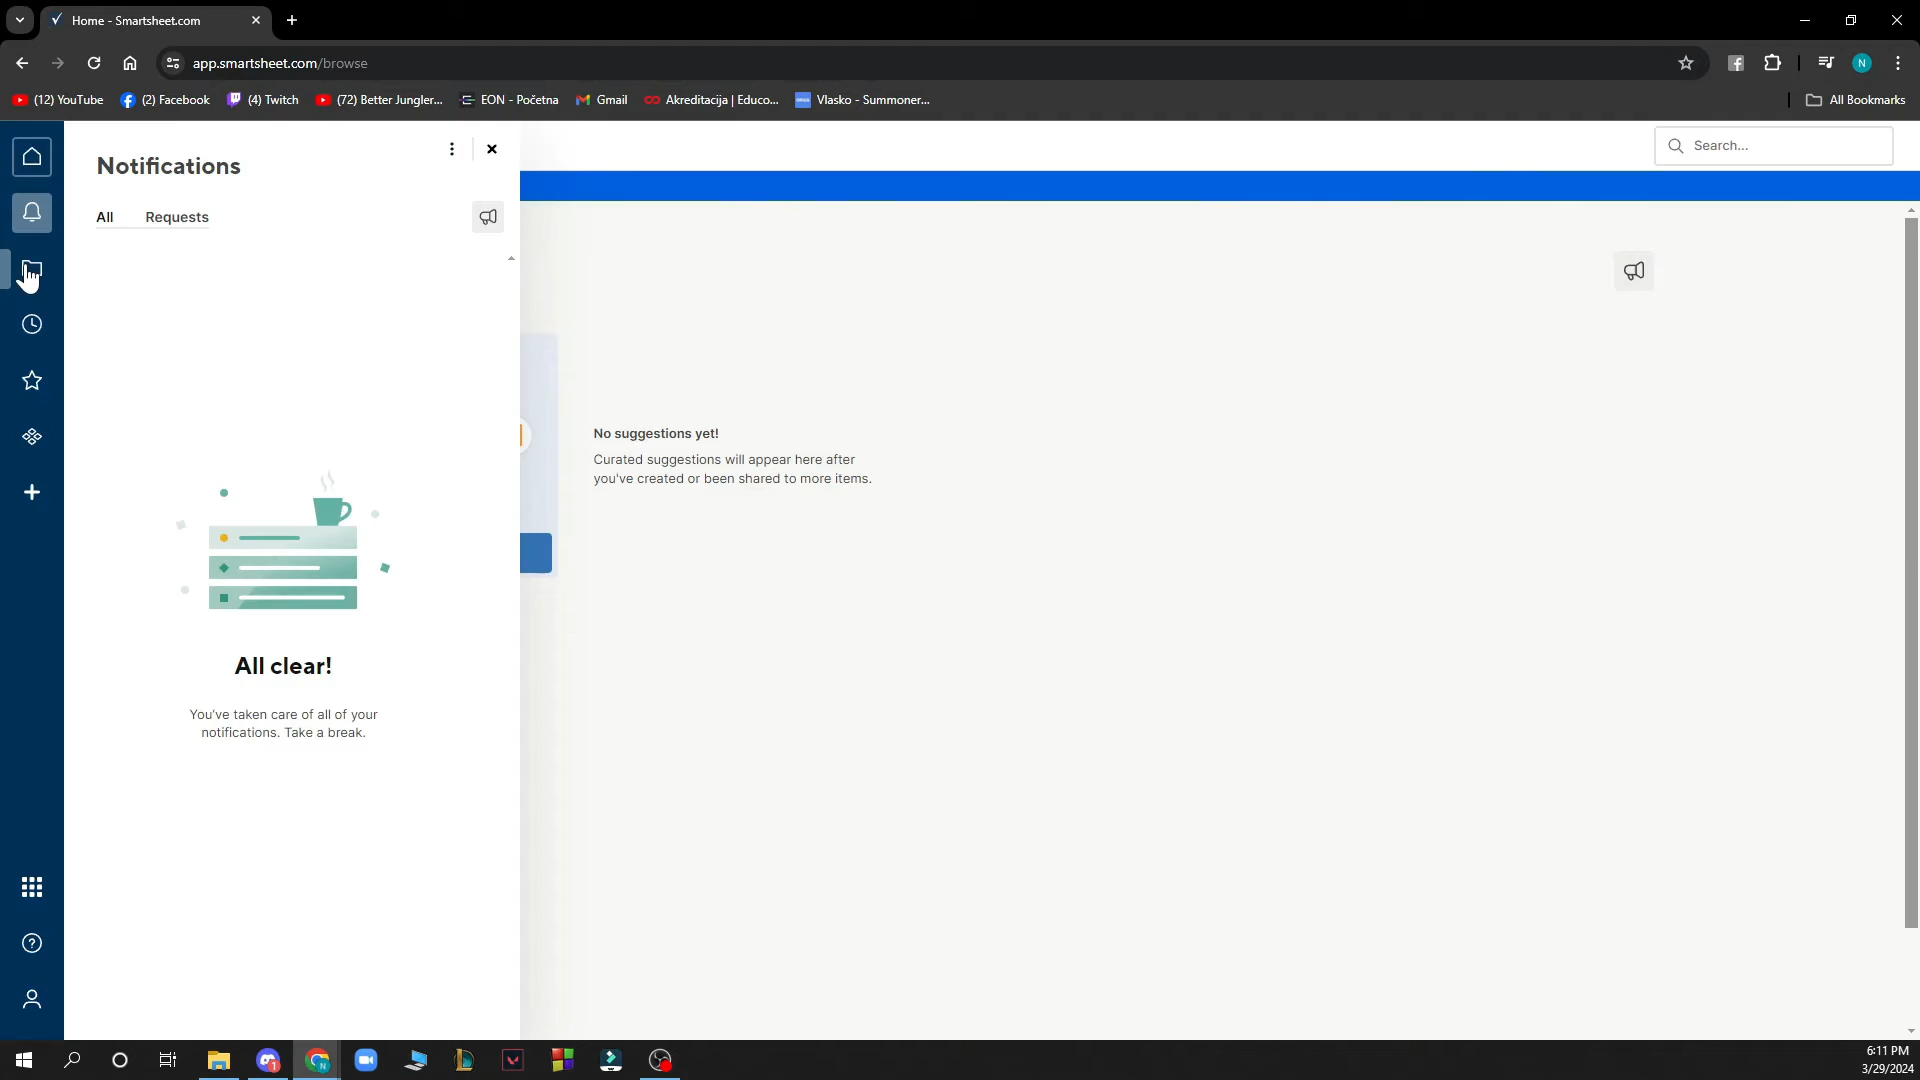 Home - Smartsheet.com
app.smartsheet.com/browse
(12) YouTube
(2) Facebook
(4) Twitch
(72) Better Jungler...
EON - Početna
Gmail
Akreditacija | Educo...
Vlasko - Summoner...
All Bookmarks
Notifications
Search...
All
Requests
No suggestions yet!
Curated suggestions will appear here after
you've created or been shared to more items.
All clear!
You've taken care of all of your
notifications. Take a break.
N
1
N
6:11 PM
3/29/2024